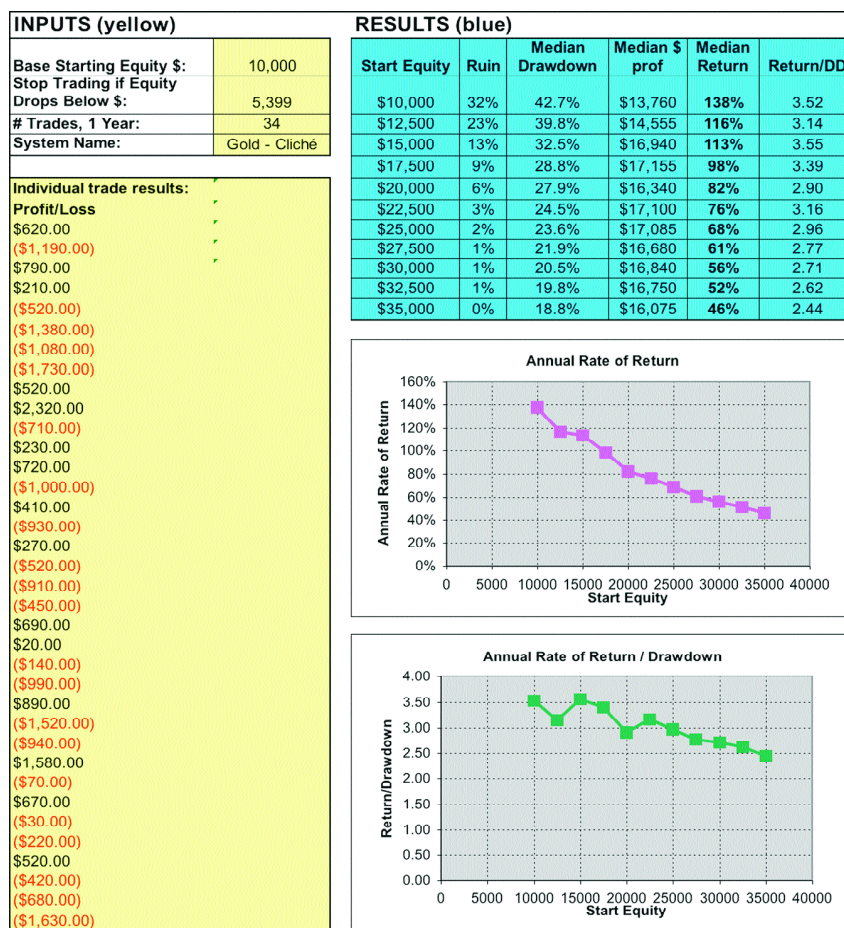 INPUTS (yellow)
Base Starting Equity $: 10,000
Stop Trading if Equity
Drops Below $: 5,399
# Trades, 1 Year: 34
System Name: Gold - Cliché
Individual trade results:
Profit/Loss
$620.00
($1,190.00)
$790.00
$210.00
($520.00)
($1,380.00)
($1,080.00)
($1,730.00)
$520.00
$2,320.00
($710.00)
$230.00
$720.00
($1,000.00)
$410.00
($930.00)
$270.00
($520.00)
($910.00)
($450.00)
$690.00
$20.00
($140.00)
($990.00)
$890.00
($1,520.00)
($940.00)
$1,580.00
($70.00)
$670.00
($30.00)
($220.00)
$520.00
($420.00)
($680.00)
($1,630.00)
RESULTS (blue)
Median Median $ Median
Start Equity Ruin Drawdown prof Return Return/DD
$10,000 32% 42.7% $13,760 138% 3.52
$12,500 23% 39.8% $14,555 116% 3.14
$15,000 13% 32.5% $16,940 113% 3.55
$17,500 9% 28.8% $17,155 98% 3.39
$20,000 6% 27.9% $16,340 82% 2.90
$22,500 3% 24.5% $17,100 76% 3.16
$25,000 2% 23.6% $17,085 68% 2.96
$27,500 1% 21.9% $16,680 61% 2.77
$30,000 1% 20.5% $16,840 56% 2.71
$32,500 1% 19.8% $16,750 52% 2.62
$35,000 0% 18.8% $16,075 46% 2.44
Annual Rate of Return
Annual Rate of Return
160%
140%
120%
100%
80%
60%
40%
20%
0%
0 5000 10000 15000 20000 25000 30000 35000 40000
Start Equity
Annual Rate of Return / Drawdown
Return/Drawdown
4.00
3.50
3.00
2.50
2.00
1.50
1.00
0.50
0.00
0 5000 10000 15000 20000 25000 30000 35000 40000
Start Equity